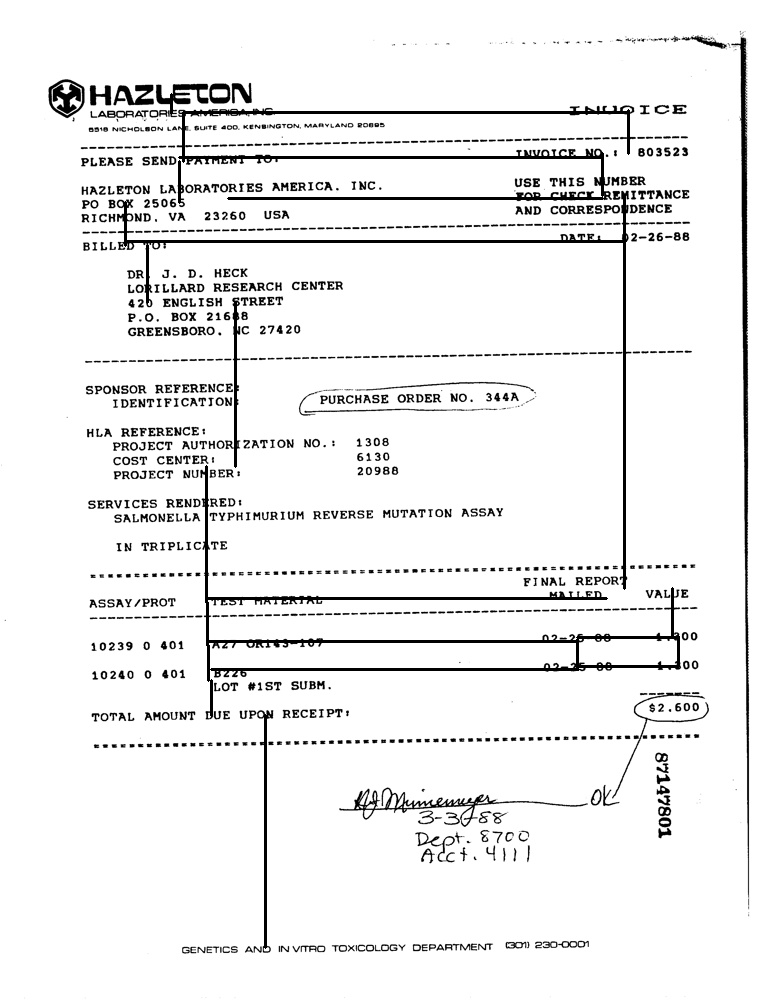 HAZLETON
LABORATORIES AMERICA, INC.
5516 NICHOLSON LANE, SUITE 400, KENSINGTON, MARYLAND 20895
INVOICE
PLEASE SEND PAYMENT TO:
INVOICE NO.: 803523
HAZLETON LABORATORIES AMERICA, INC.
PO BOX 25065
RICHMOND, VA 23260 USA
USE THIS NUMBER
FOR CHECK REMITTANCE
AND CORRESPONDENCE
BILLED TO:
DATE: 02-26-88
DR. J. D. HECK
LORILLARD RESEARCH CENTER
420 ENGLISH STREET
P.O. BOX 21688
GREENSBORO, NC 27420
SPONSOR REFERENCE
IDENTIFICATION
PURCHASE ORDER NO. 344A
HLA REFERENCE:
PROJECT AUTHORIZATION NO.: 1308
COST CENTER: 6130
PROJECT NUMBER: 20988
SERVICES RENDERED:
SALMONELLA TYPHIMURIUM REVERSE MUTATION ASSAY
IN TRIPLICATE
FINAL REPORT
ASSAY/PROT TEST MATERIAL MAILED VALUE
10239 0 401 A27 OR143-107 02-25-88 1,300
10240 0 401 B226 02-25-88 1,300
LOT #1ST SUBM.
TOTAL AMOUNT DUE UPON RECEIPT: $2,600
OK
3-3-88
Dept. 8700
Acct. 4111
87147801
GENETICS AND IN VITRO TOXICOLOGY DEPARTMENT (301) 230-0001